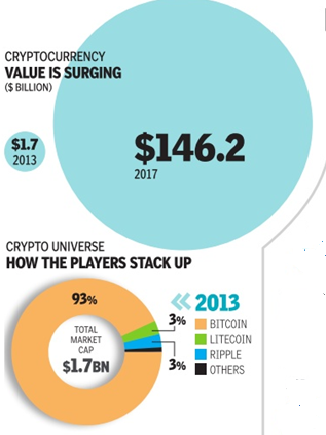 CRYPTOCURRENCY
VALUE IS SURGING
($ BILLION)
$1.7
2013
$146.2
2017
CRYPTO UNIVERSE
HOW THE PLAYERS STACK UP
93%
TOTAL
MARKET
CAP
$1.7BN
3%
3%
2013
BITCOIN
LITECOIN
RIPPLE
OTHERS